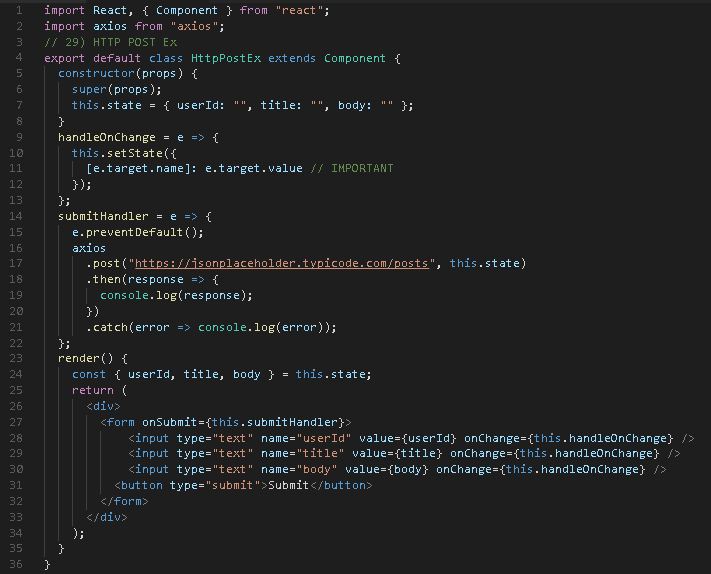 1 import React, { Component } from "react";
2 import axios from "axios";
3 // 29) HTTP POST Ex
4 export default class HttpPostEx extends Component {
5   constructor(props) {
6     super(props);
7     this.state = { userId: "", title: "", body: "" };
8   }
9   handleOnChange = e => {
10     this.setState({
11       [e.target.name]: e.target.value // IMPORTANT
12     });
13   };
14   submitHandler = e => {
15     e.preventDefault();
16     axios
17       .post("https://jsonplaceholder.typicode.com/posts", this.state)
18       .then(response => {
19         console.log(response);
20       })
21       .catch(error => console.log(error));
22   };
23   render() {
24     const { userId, title, body } = this.state;
25     return (
26       <div>
27         <form onSubmit={this.submitHandler}>
28             <input type="text" name="userId" value={userId} onChange={this.handleOnChange} />
29             <input type="text" name="title" value={title} onChange={this.handleOnChange} />
30             <input type="text" name="body" value={body} onChange={this.handleOnChange} />
31           <button type="submit">Submit</button>
32         </form>
33       </div>
34     );
35   }
36 }